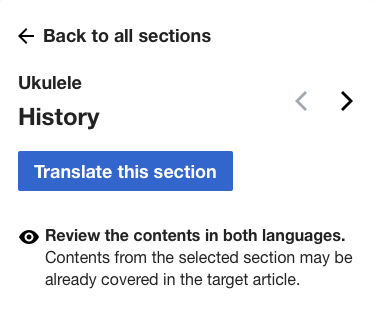 Back to all sections
Ukulele
History
Translate this section
Review the contents in both languages.
Contents from the selected section may be
already covered in the target article.